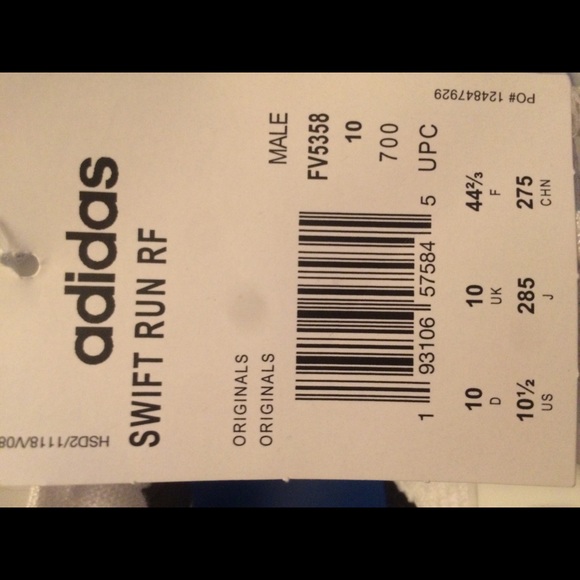 adidas
SWIFT RUN RF
ORIGINALS
ORIGINALS
MALE
FV5358
10
700
UPC
1 93106 57584 5
10 10 44⅔
D UK F
10½ 285 275
US J CHN
PO# 124847929
HSD2/1118/V08